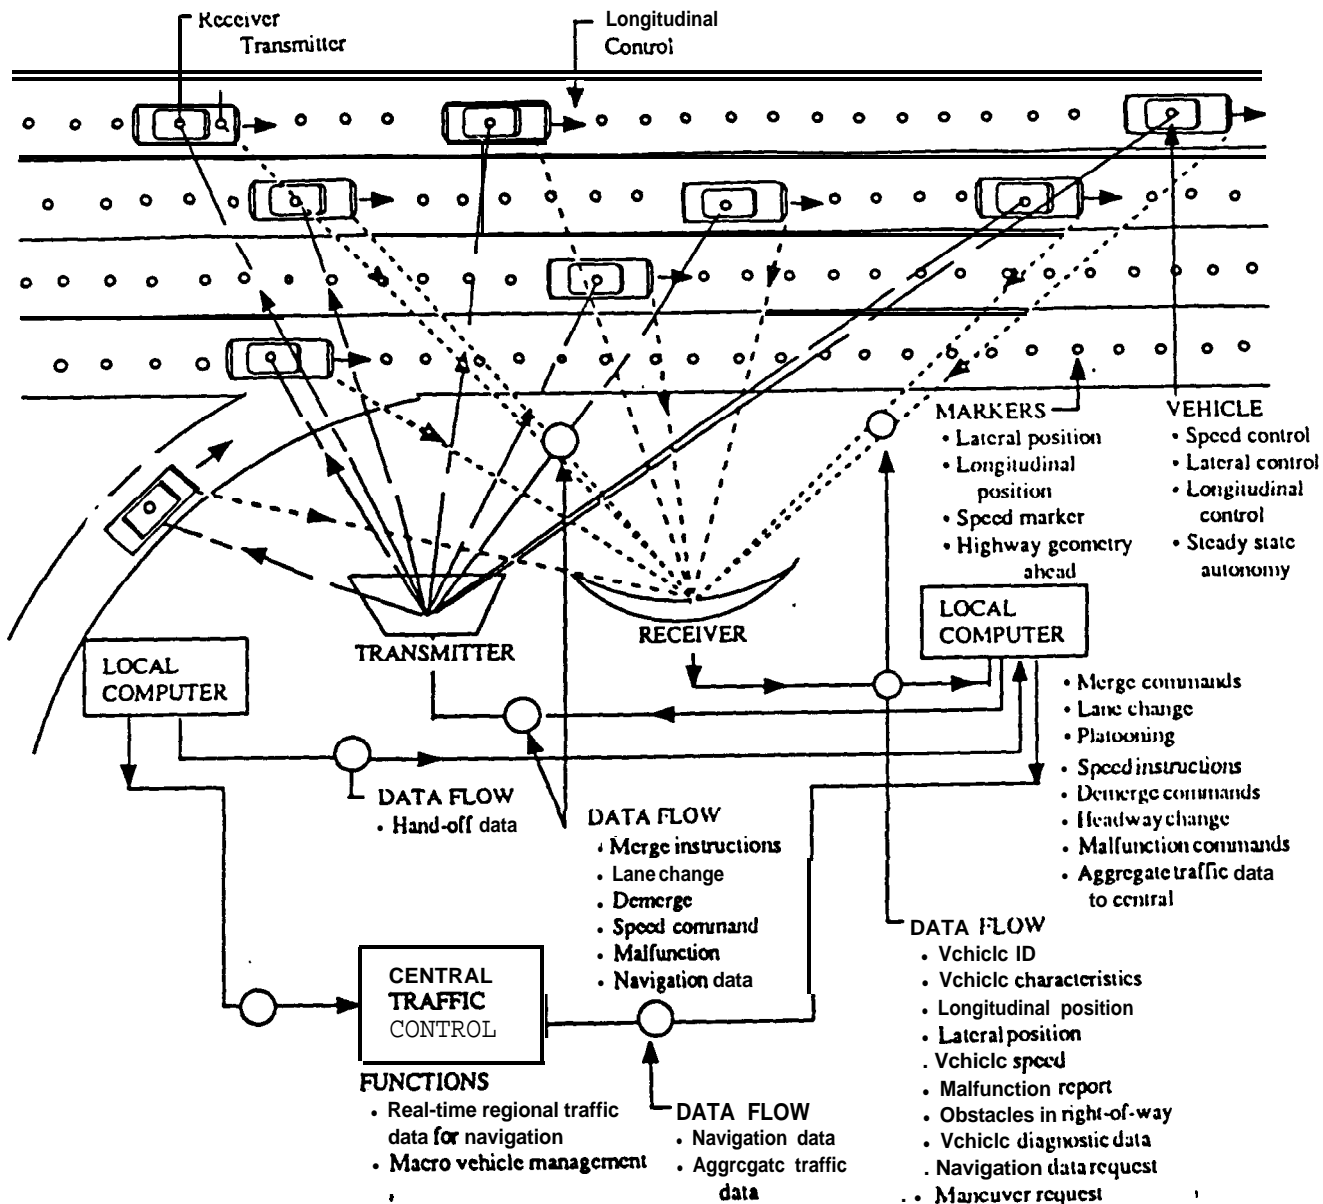 Receiver
Transmitter
Longitudinal
Control
MARKERS
• Lateral position
• Longitudinal
position
• Speed marker
• Highway geometry
ahead
VEHICLE
• Speed control
• Lateral control
• Longitudinal
control
• Steady state
autonomy
TRANSMITTER
RECEIVER
LOCAL
COMPUTER
LOCAL
COMPUTER
• Merge commands
• Lane change
• Platooning
• Speed instructions
• Demerge commands
• Headway change
• Malfunction commands
• Aggregate traffic data
to central
DATA FLOW
• Hand-off data
DATA FLOW
• Merge instructions
• Lane change
• Demerge
• Speed command
• Malfunction
• Navigation data
CENTRAL
TRAFFIC
CONTROL
FUNCTIONS
• Real-time regional traffic
data for navigation
• Macro vehicle management
DATA FLOW
• Navigation data
• Aggregate traffic
data
DATA FLOW
• Vehicle ID
• Vehicle characteristics
• Longitudinal position
• Lateral position
. Vehicle speed
• Malfunction report
• Obstacles in right-of-way
• Vehicle diagnostic data
. Navigation data request
• Maneuver request